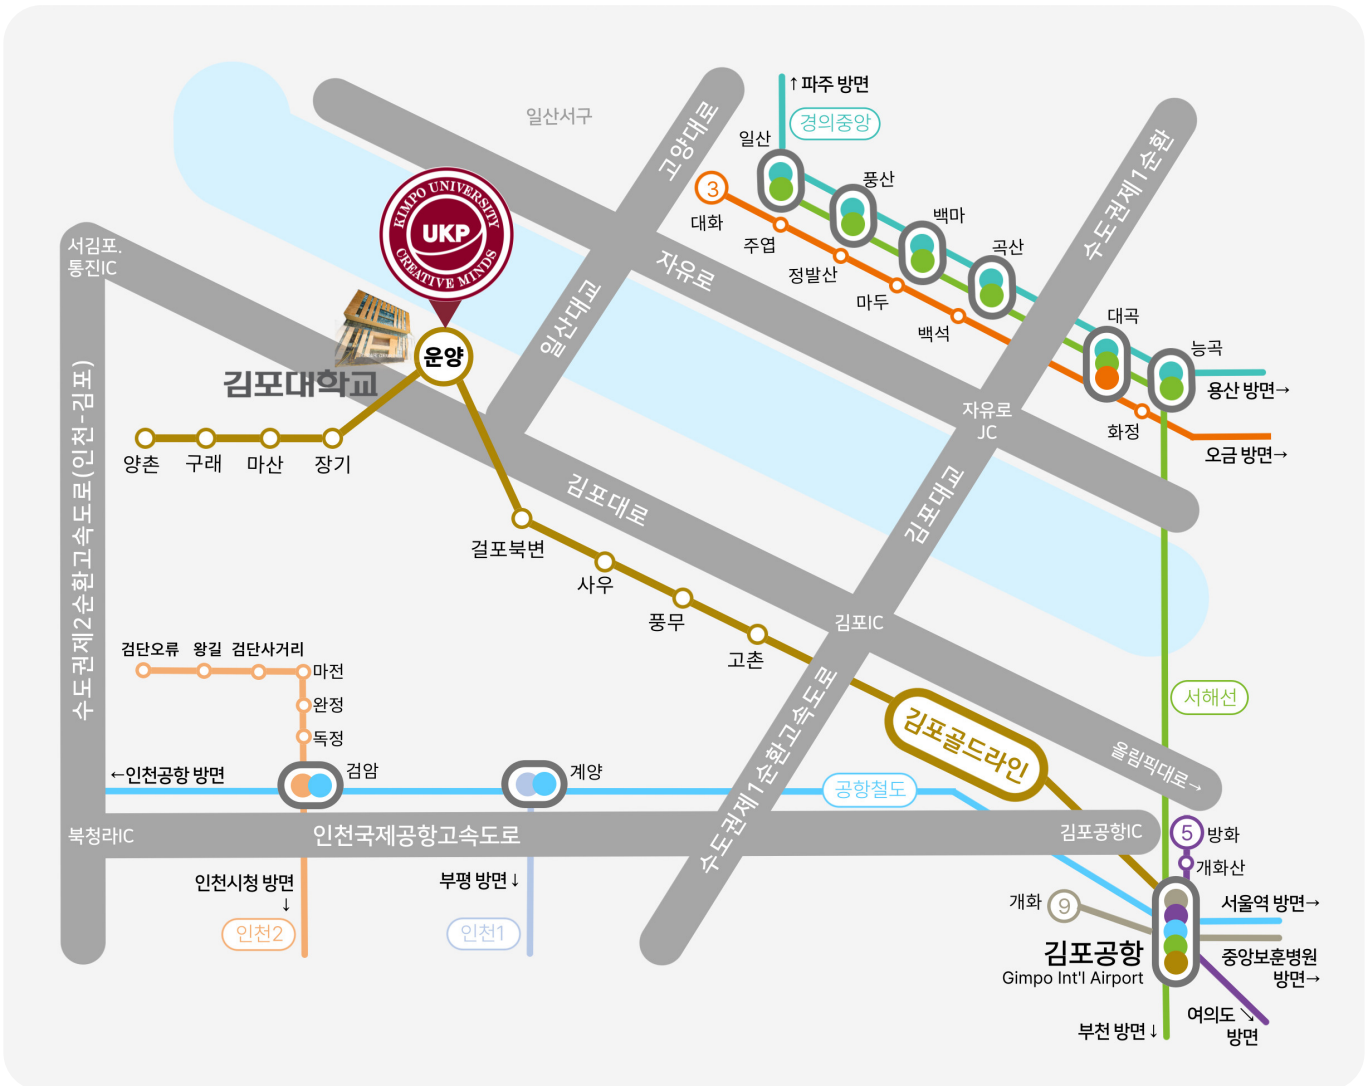 ↑ 파주 방면
경의중앙
일산서구
고양대로
수도권제1순환
일산
풍산
백마
곡산
대곡
능곡
용산 방면→
3
대화
주엽
정발산
마두
백석
화정
오금 방면→
KIMPO UNIVERSITY
UKP
CREATIVE MINDS
서김포.
통진IC
자유로
일산대교
운양
김포대학교
자유로
JC
양촌
구래
마산
장기
수도권제2순환고속도로(인천-김포)
김포대로
김포대교
걸포북변
사우
풍무
고촌
김포IC
서해선
김포골드라인
올림픽대로→
수도권제1순환고속도로
검단오류
왕길
검단사거리
마전
완정
독정
검암
계양
←인천공항 방면
공항철도
북청라IC
인천국제공항고속도로
김포공항IC
5
방화
개화산
인천시청 방면
↓
인천2
부평 방면↓
인천1
개화
9
서울역 방면→
김포공항
Gimpo Int'l Airport
중앙보훈병원
방면→
여의도 ↘
방면
부천 방면↓